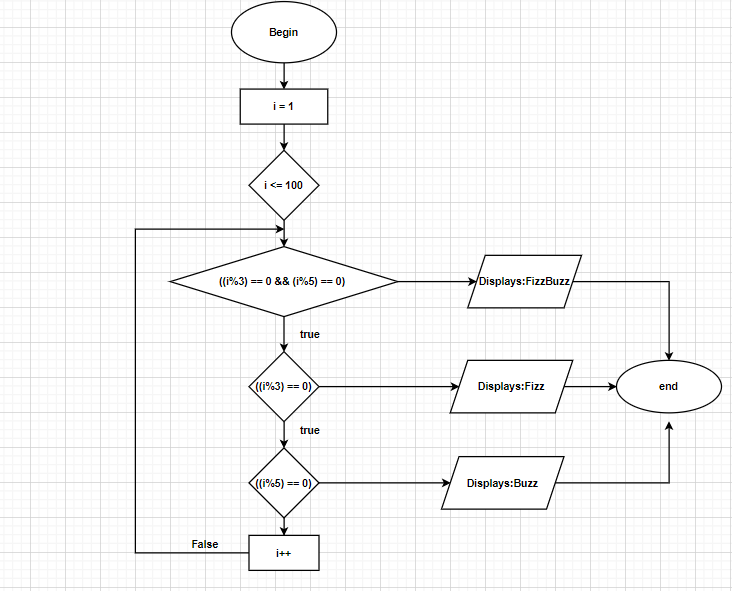 Begin
i = 1
i <= 100
((i%3) == 0 && (i%5) == 0)
Displays:FizzBuzz
true
((i%3) == 0)
Displays:Fizz
end
true
((i%5) == 0)
Displays:Buzz
False
i++